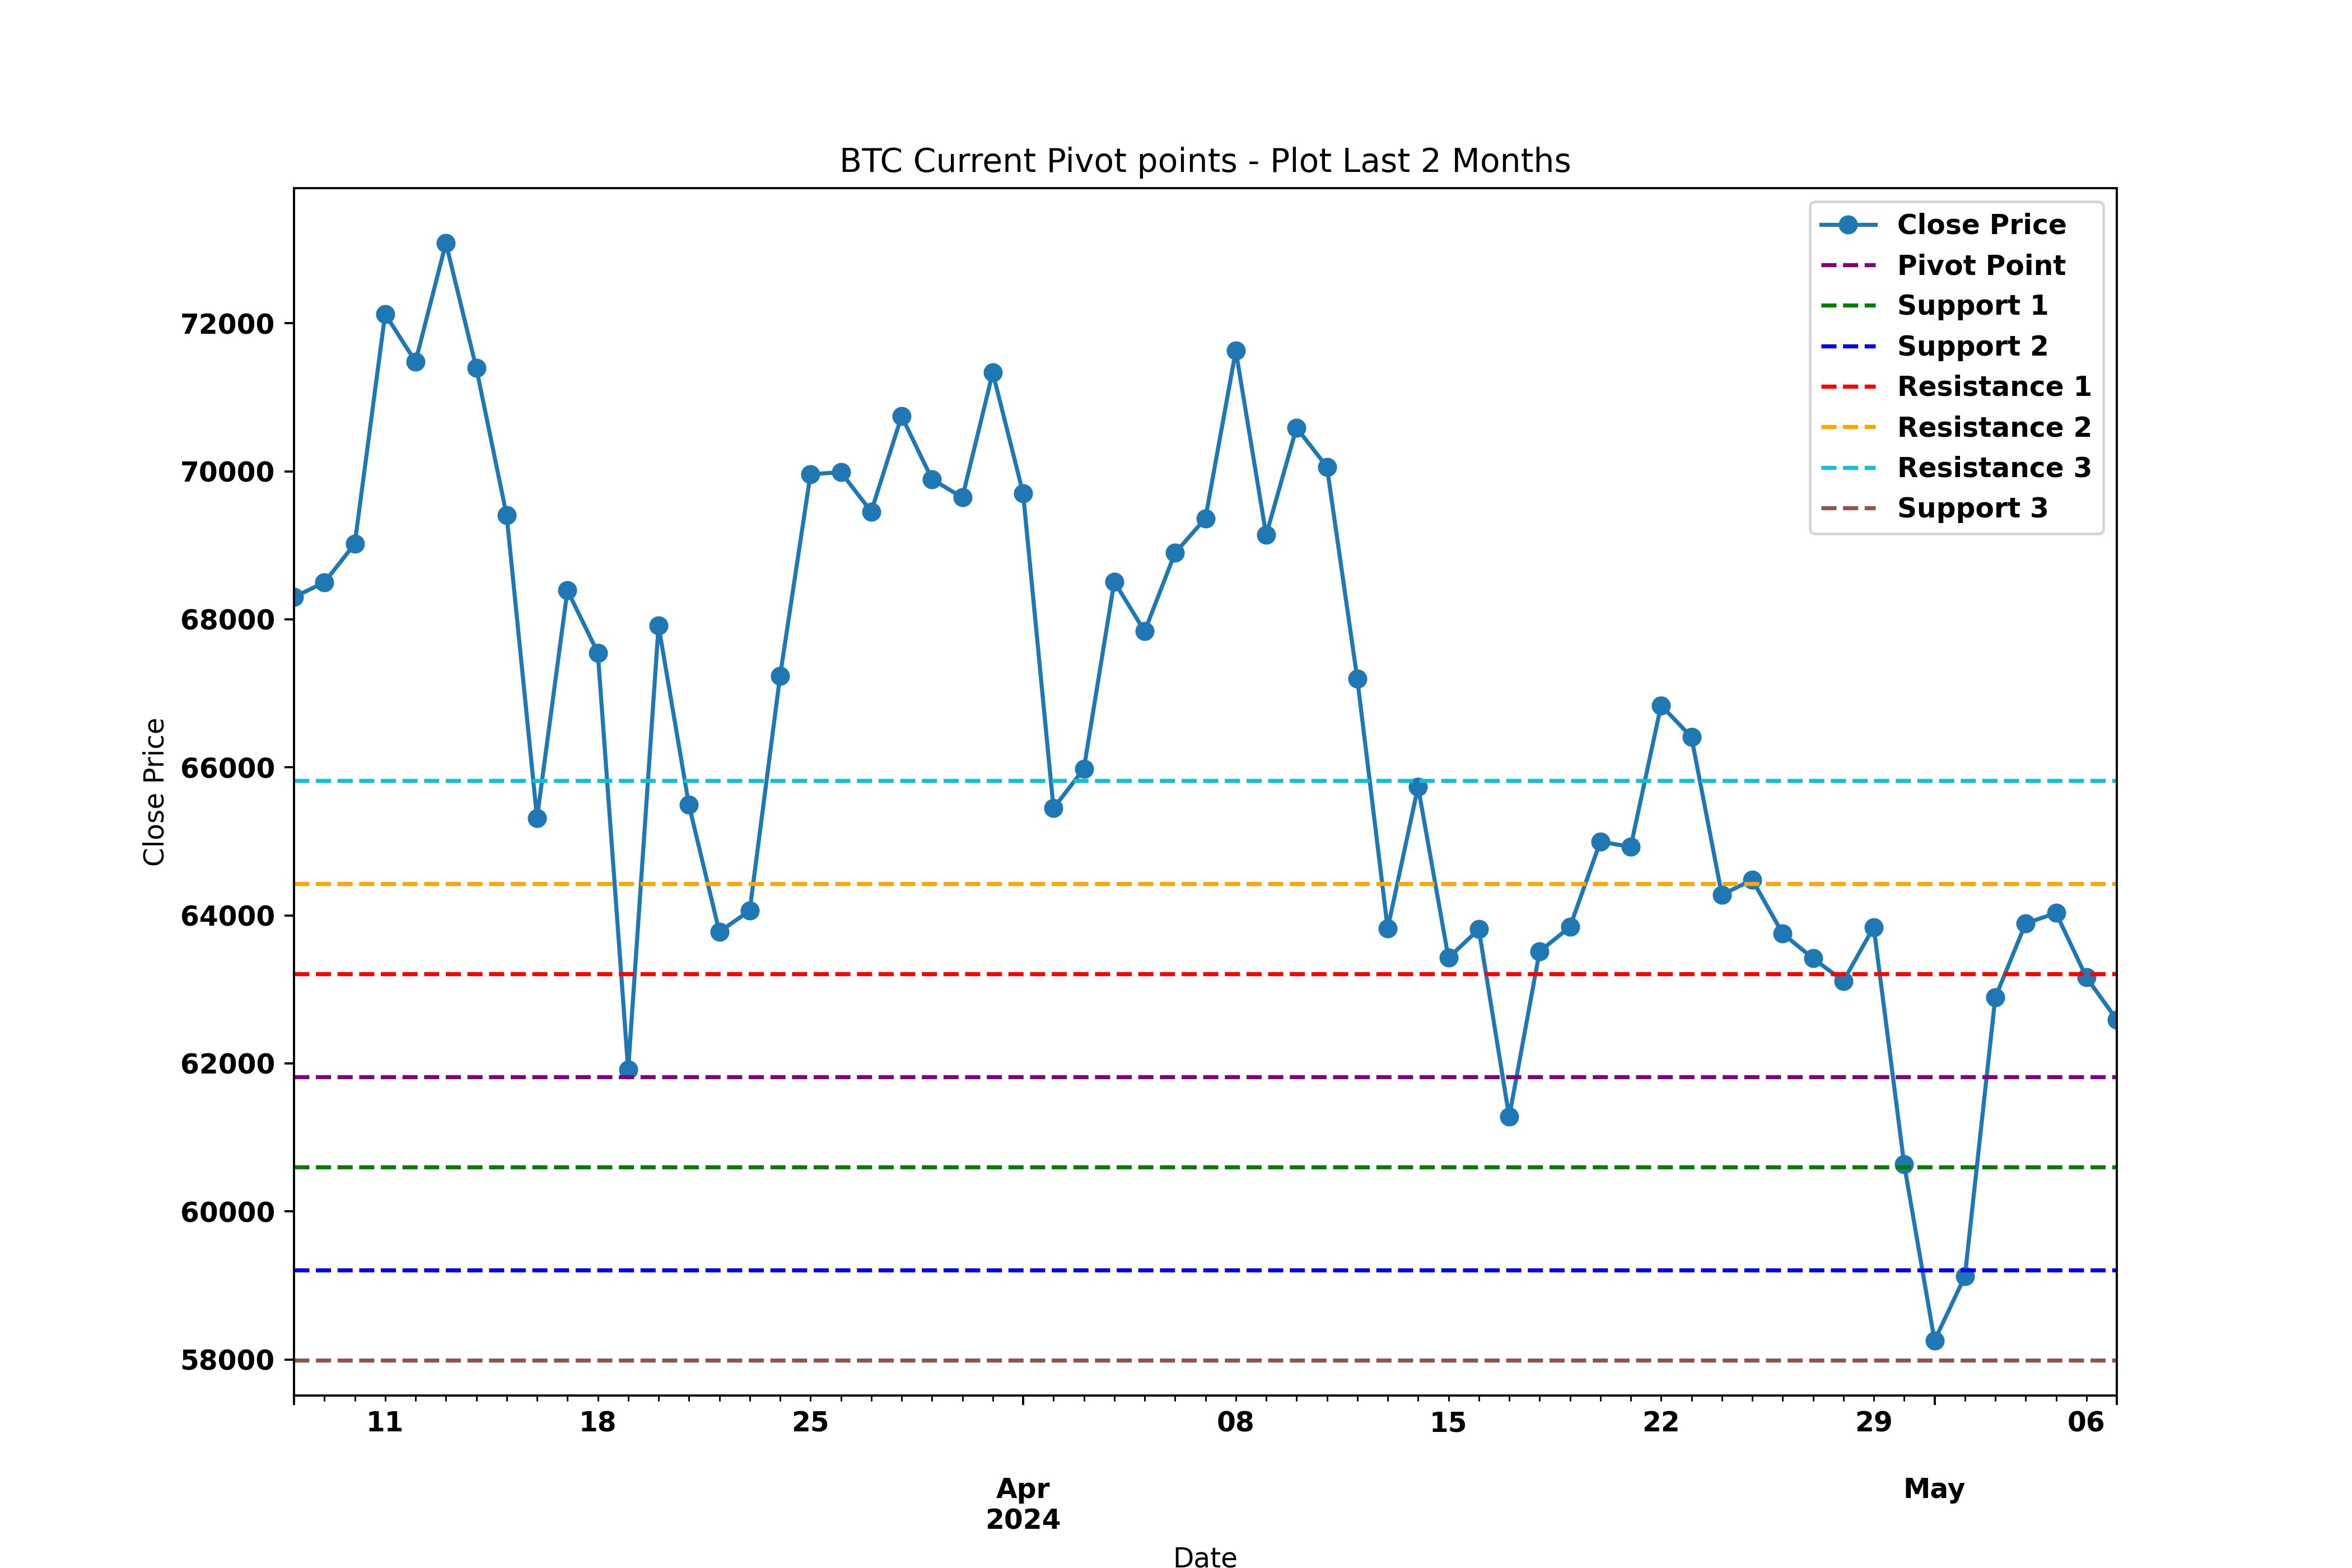 BTC Current Pivot points - Plot Last 2 Months
Close Price
Pivot Point
Support 1
Support 2
Resistance 1
Resistance 2
Resistance 3
Support 3
72000
70000
68000
66000
64000
62000
60000
58000
Close Price
11 18 25 08 15 22 29 06
Apr May
2024
Date